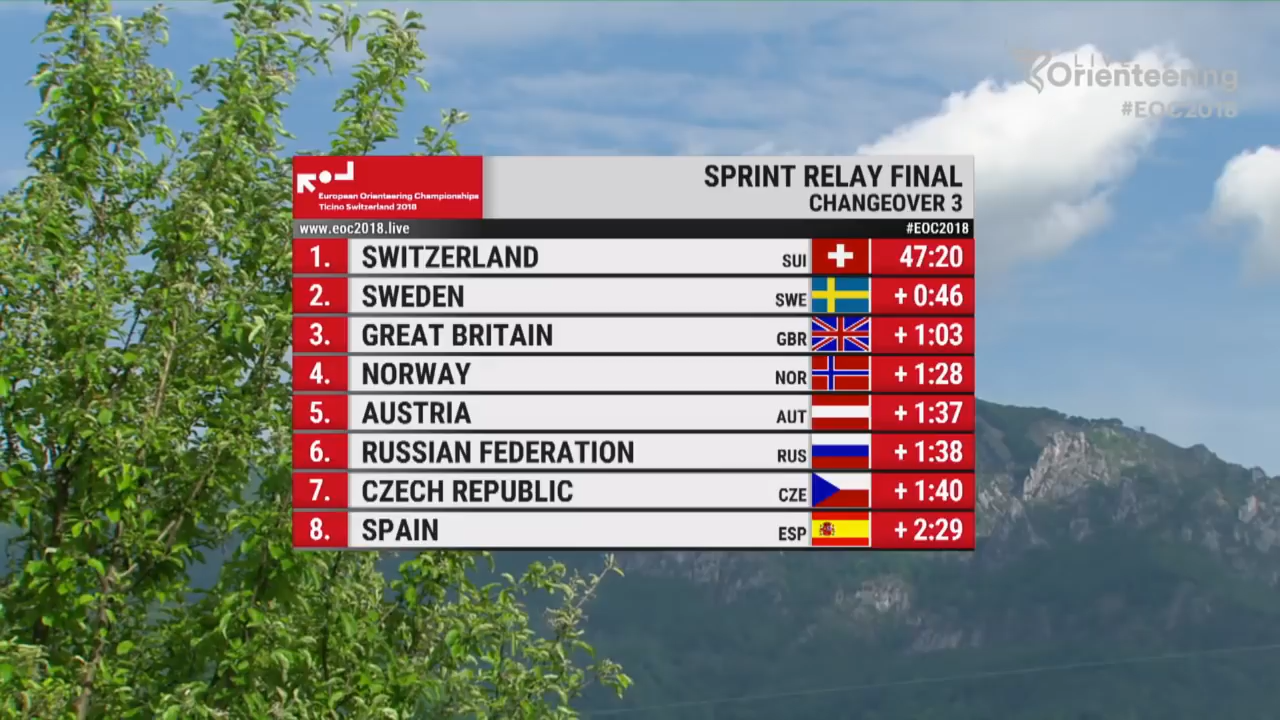 LIVE
Orienteering
#EOC2018
European Orienteering Championships
Ticino Switzerland 2018
SPRINT RELAY FINAL
CHANGEOVER 3
www.eoc2018.live #EOC2018
1. SWITZERLAND SUI 47:20
2. SWEDEN SWE + 0:46
3. GREAT BRITAIN GBR + 1:03
4. NORWAY NOR + 1:28
5. AUSTRIA AUT + 1:37
6. RUSSIAN FEDERATION RUS + 1:38
7. CZECH REPUBLIC CZE + 1:40
8. SPAIN ESP + 2:29